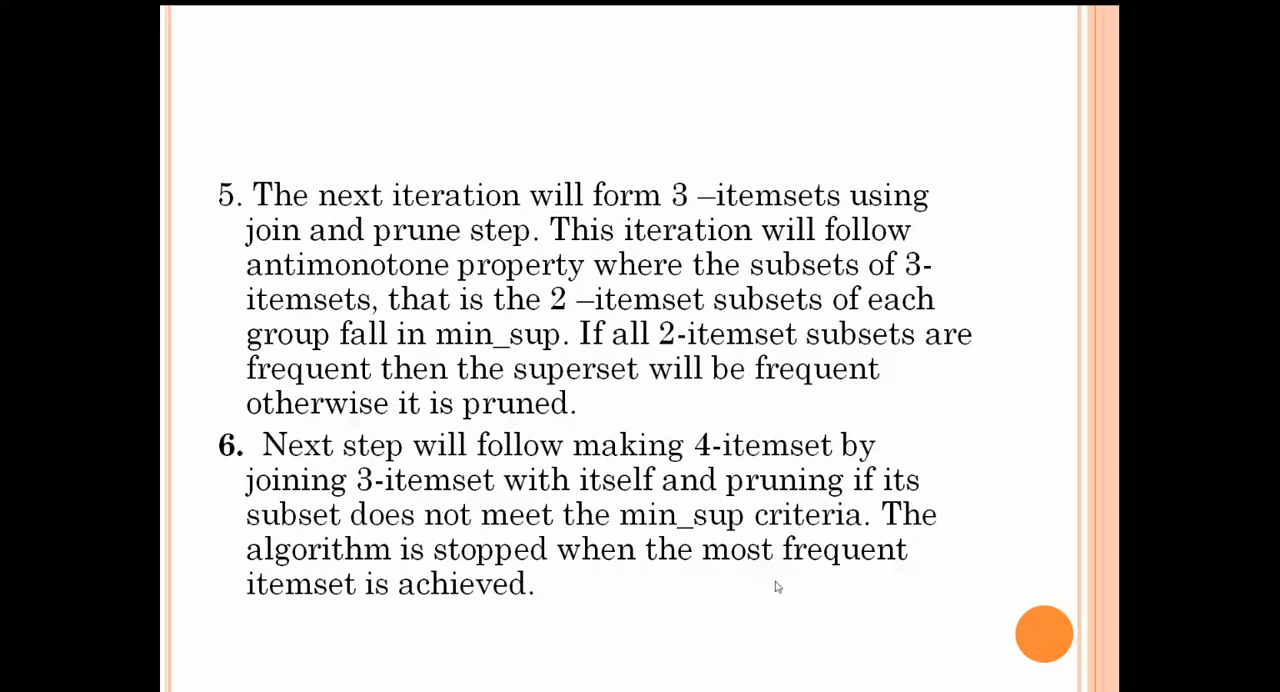 5. The next iteration will form 3 –itemsets using
join and prune step. This iteration will follow
antimonotone property where the subsets of 3-
itemsets, that is the 2 –itemset subsets of each
group fall in min_sup. If all 2-itemset subsets are
frequent then the superset will be frequent
otherwise it is pruned.
6. Next step will follow making 4-itemset by
joining 3-itemset with itself and pruning if its
subset does not meet the min_sup criteria. The
algorithm is stopped when the most frequent
itemset is achieved.